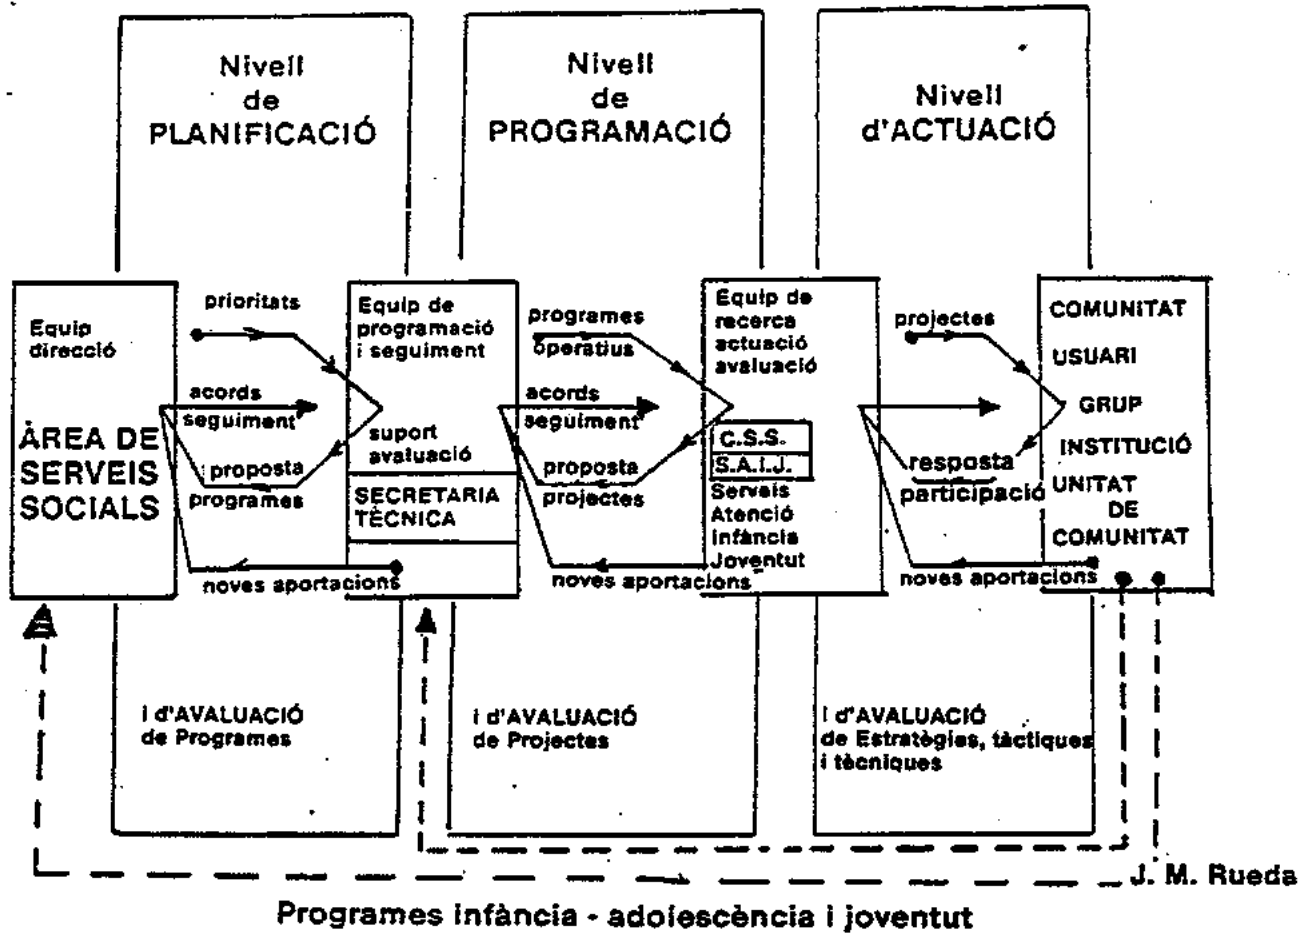 Nivell
de
PLANIFICACIÓ
Nivell
de
PROGRAMACIÓ
Nivell
d'ACTUACIÓ
Equip
direcció
ÀREA DE
SERVEIS
SOCIALS
prioritats
acords
seguiment
proposta
programes
noves aportacions
Equip de
programació
i seguiment
suport
avaluació
SECRETARIA
TÈCNICA
programes
operatius
acords
seguiment
proposta
projectes
noves aportacions
Equip de
recerca
actuació
avaluació
C.S.S.
S.A.I.J.
Serveis
Atenció
infància
Joventut
projectes
resposta
participació
noves aportacions
COMUNITAT
USUARI
GRUP
INSTITUCIÓ
UNITAT
DE
COMUNITAT
i d'AVALUACIÓ
de Programes
i d'AVALUACIÓ
de Projectes
i d'AVALUACIÓ
de Estratègies, tàctiques
i tècniques
J. M. Rueda
Programes infància - adolescència i joventut